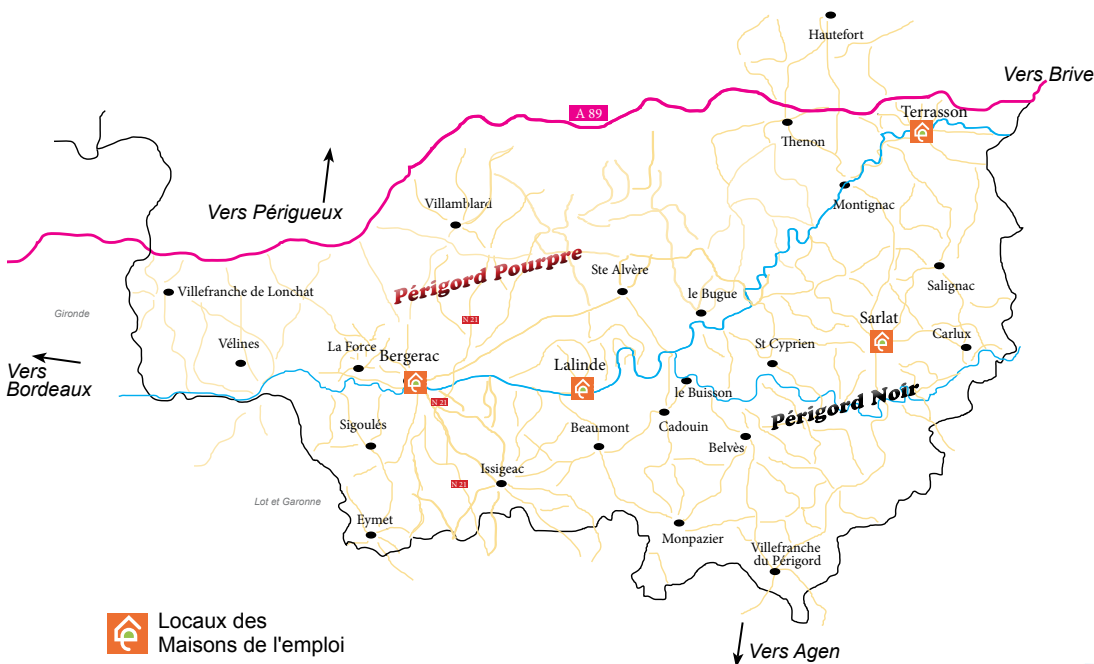 Hautefort
Vers Brive
A 89
Terrasson
Thenon
Montignac
Vers Périgueux
Villamblard
Périgord Pourpre
Ste Alvère
Salignac
Villefranche de Lonchat
le Bugue
Gironde
N 21
Sarlat
Vélines
La Force
Bergerac
St Cyprien
Carlux
Vers
Bordeaux
Lalinde
le Buisson
Périgord Noir
N 21
Sigoulés
Beaumont
Cadouin
Belvès
Issigeac
N 21
Lot et Garonne
Eymet
Monpazier
Villefranche
du Périgord
Locaux des
Maisons de l'emploi
Vers Agen